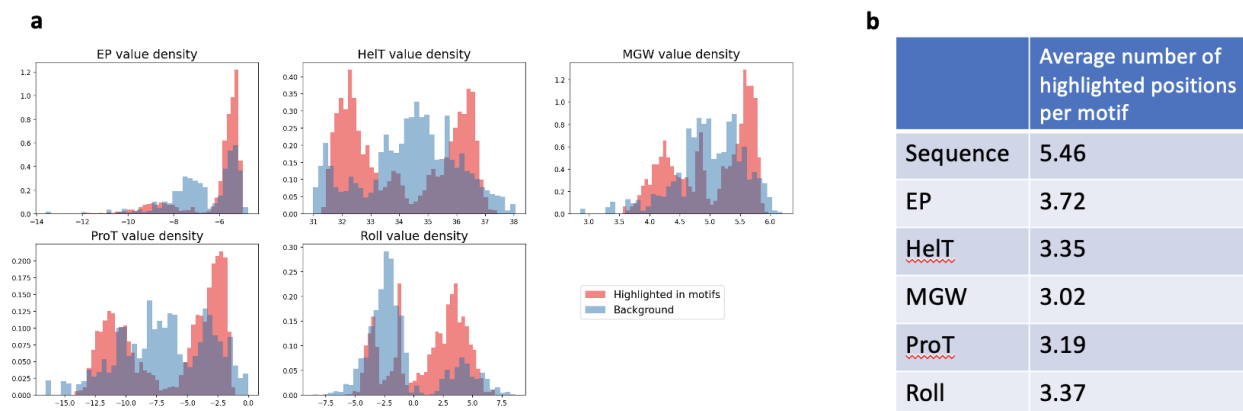 a
EP value density
1.2
1.0
0.8
0.6
0.4
0.2
0.0
−14 −10 −8 −6
HelT value density
0.40
0.35
0.30
0.25
0.20
0.15
0.10
0.05
0.00
31 32 33 34 35 36 37 38
MGW value density
1.2
1.0
0.8
0.6
0.4
0.2
0.0
3.0 3.5 4.0 4.5 5.0 5.5 6.0
ProT value density
0.200
0.175
0.150
0.125
0.100
0.075
0.050
0.025
0.000
−15.0 −12.5 −10.0 −7.5 −5.0 −2.5 0.0
Roll value density
0.30
0.25
0.20
0.15
0.10
0.05
0.00
−7.5 −5.0 −2.5 0.0 2.5 5.0 7.5
Highlighted in motifs
Background
b
Average number of
highlighted positions
per motif
Sequence 5.46
EP 3.72
HelT 3.35
MGW 3.02
ProT 3.19
Roll 3.37